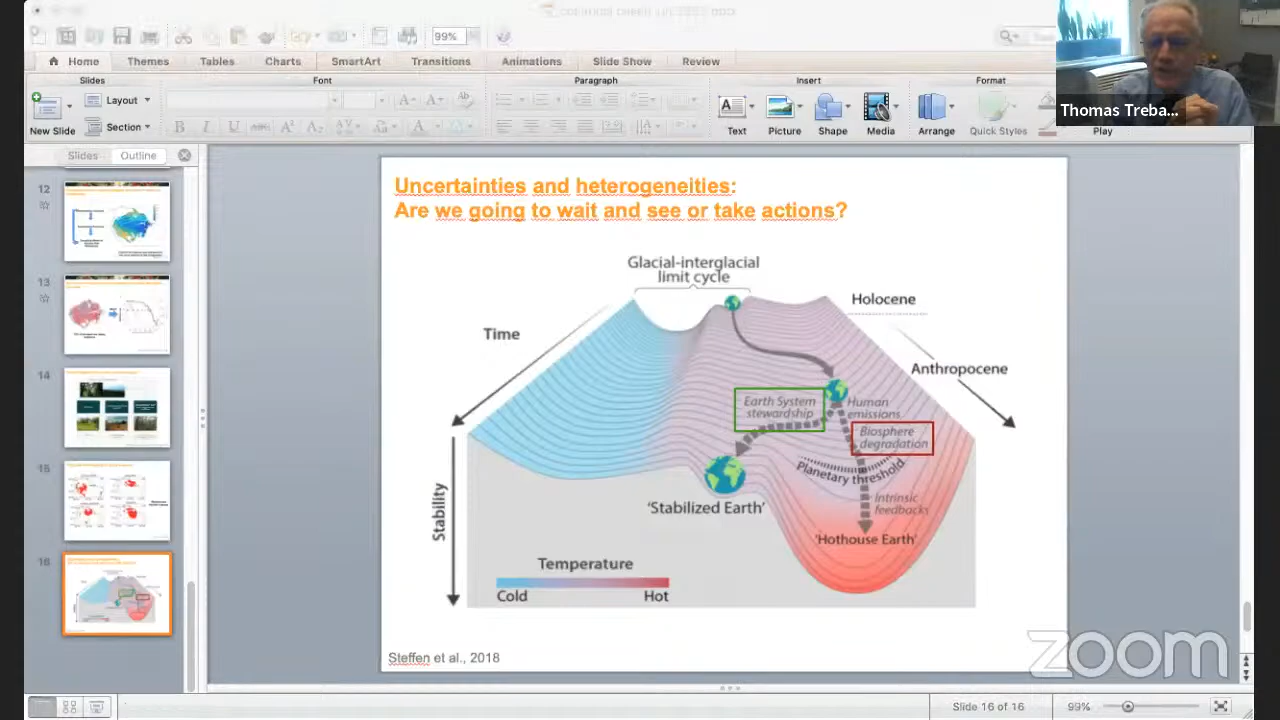 99%
Home Themes Tables Charts SmartArt Transitions Animations Slide Show Review
Slides Font Paragraph Insert Format
New Slide
Layout
Section
Text Picture Shape Media Arrange Quick Styles Play
Thomas Treba...
Slides Outline
12
13
14
15
16
Uncertainties and heterogeneities:
Are we going to wait and see or take actions?
Glacial-interglacial
limit cycle
Holocene
Time
Anthropocene
Earth System
stewardship
Human
emissions
Biosphere
degradation
Planetary threshold
Stability
'Stabilized Earth'
Intrinsic
feedbacks
'Hothouse Earth'
Temperature
Cold Hot
Steffen et al., 2018
zoom
Slide 16 of 16 99%